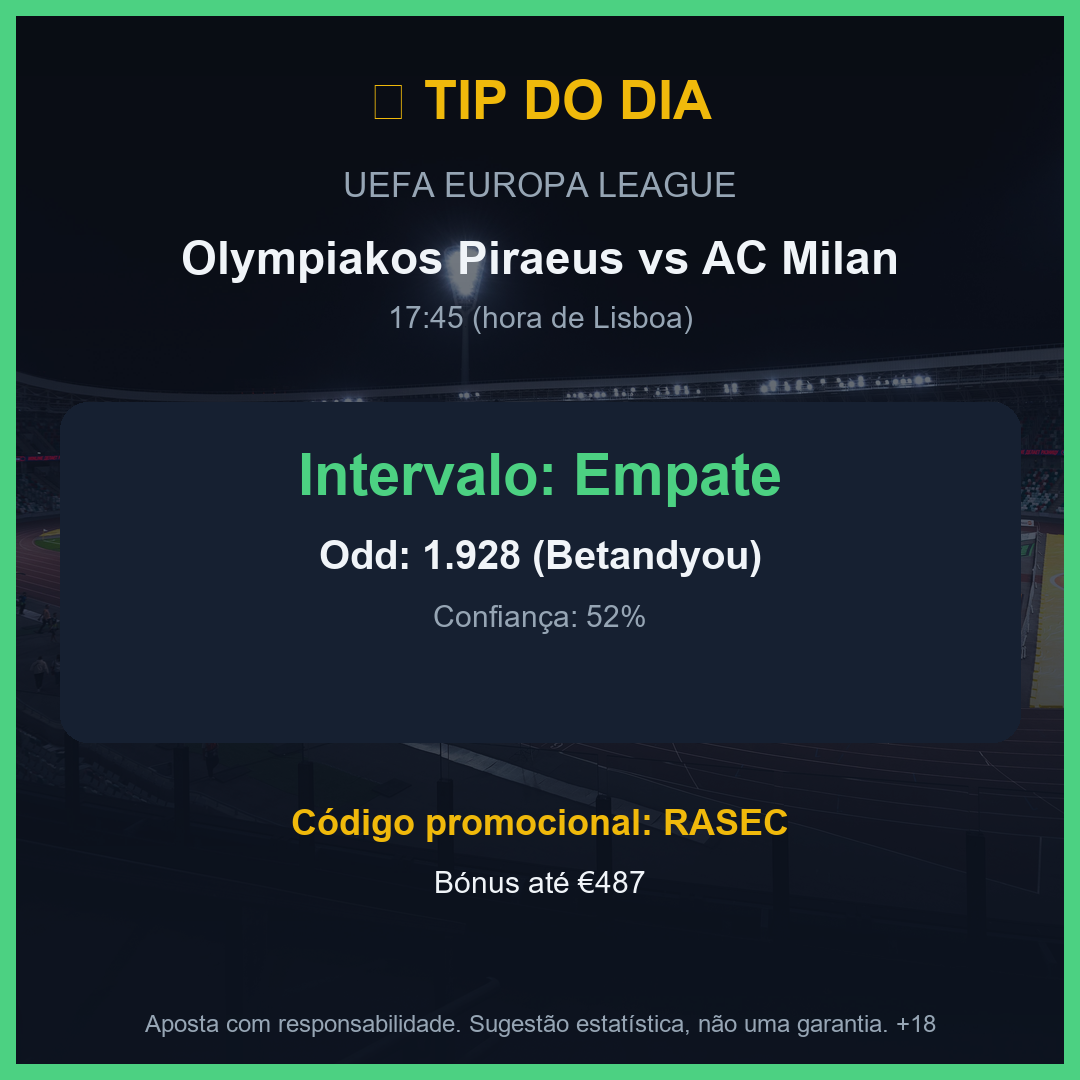 TIP DO DIA
UEFA EUROPA LEAGUE
Olympiakos Piraeus vs AC Milan
17:45 (hora de Lisboa)
Intervalo: Empate
Odd: 1.928 (Betandyou)
Confiança: 52%
Código promocional: RASEC
Bónus até €487
Aposta com responsabilidade. Sugestão estatística, não uma garantia. +18